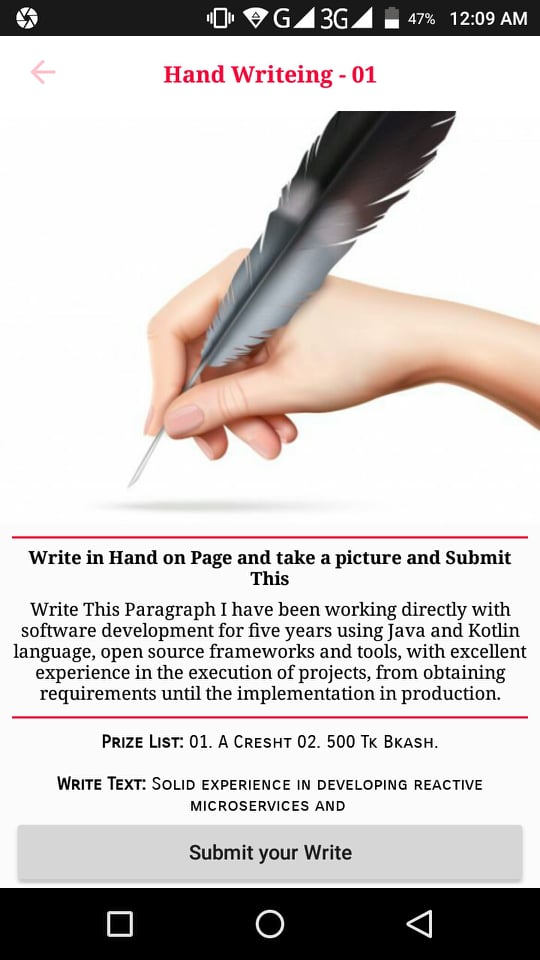 G 3G 47% 12:09 AM
Hand Writeing - 01
Write in Hand on Page and take a picture and Submit
This
Write This Paragraph I have been working directly with
software development for five years using Java and Kotlin
language, open source frameworks and tools, with excellent
experience in the execution of projects, from obtaining
requirements until the implementation in production.
Prize List: 01. A Cresht 02. 500 Tk Bkash.
Write Text: Solid experience in developing reactive
microservices and
Submit your Write